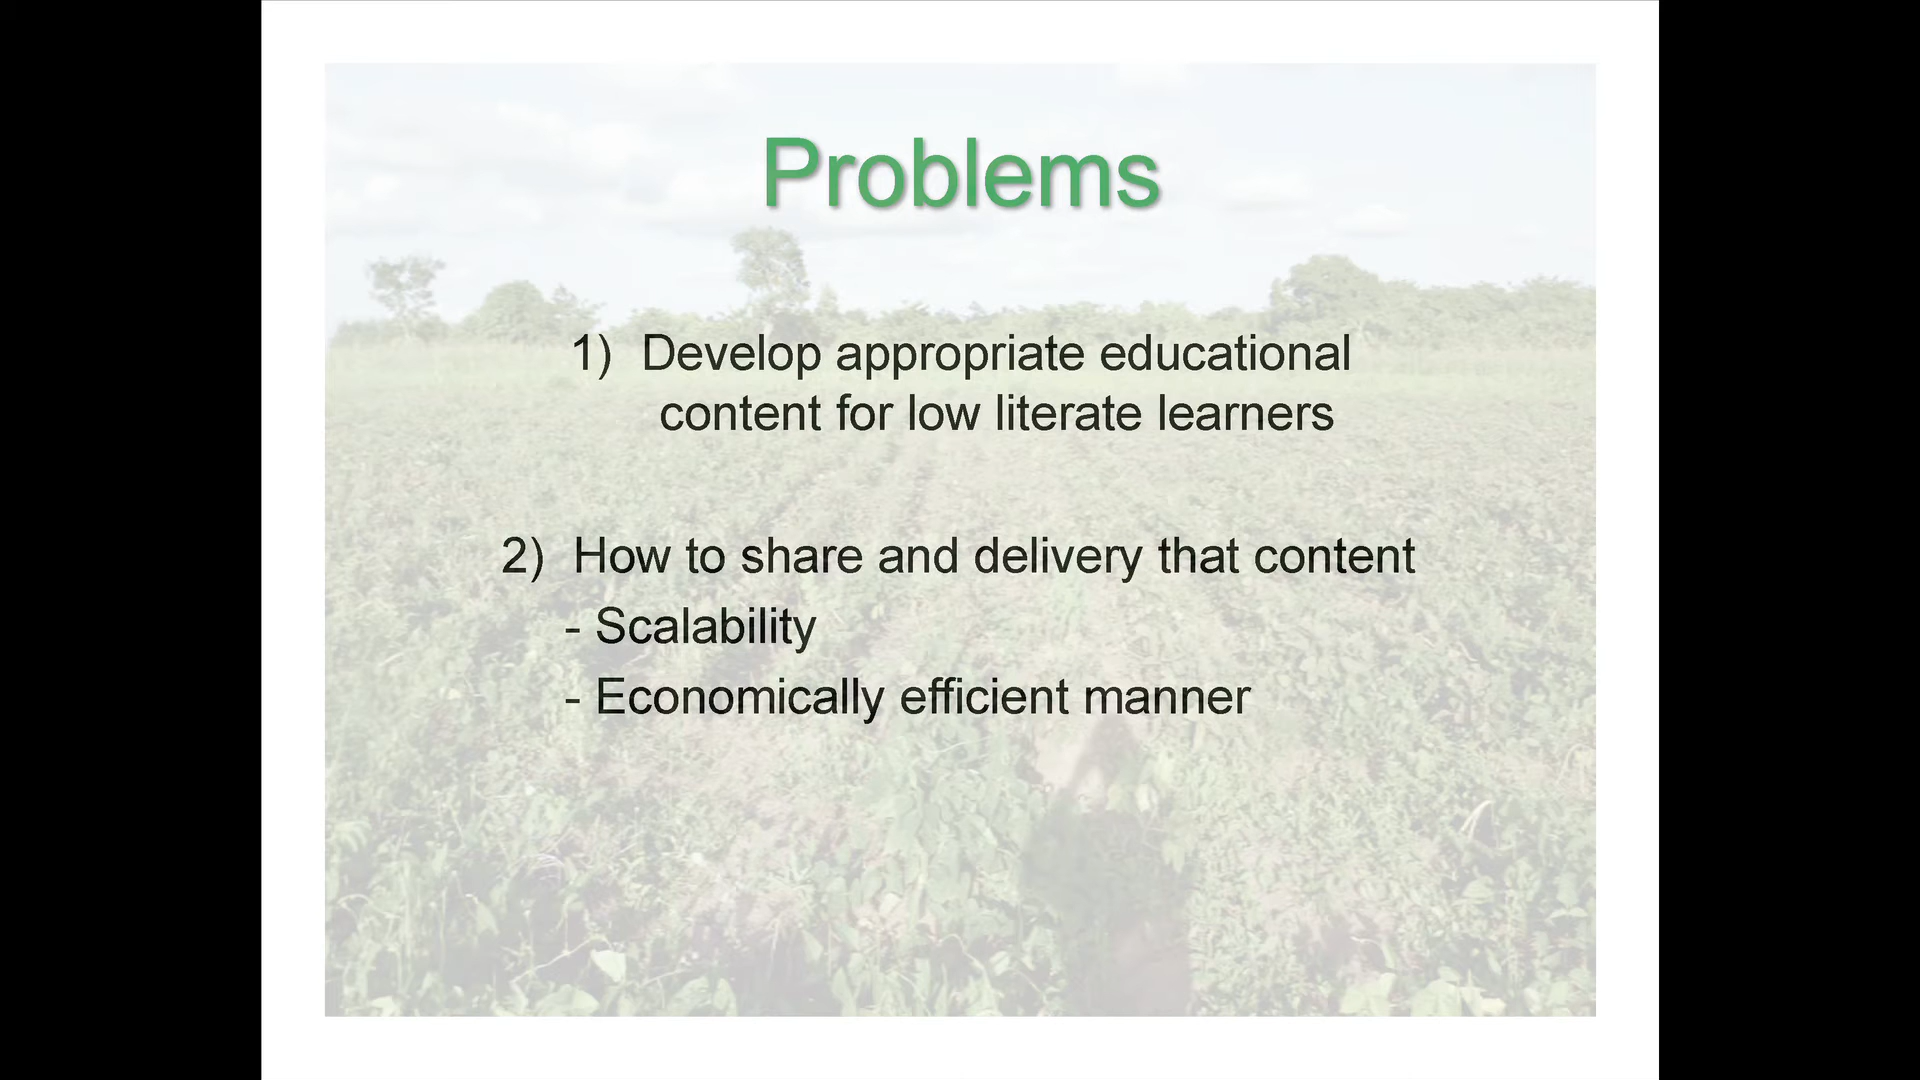 Problems
1) Develop appropriate educational
content for low literate learners
2) How to share and delivery that content
- Scalability
- Economically efficient manner